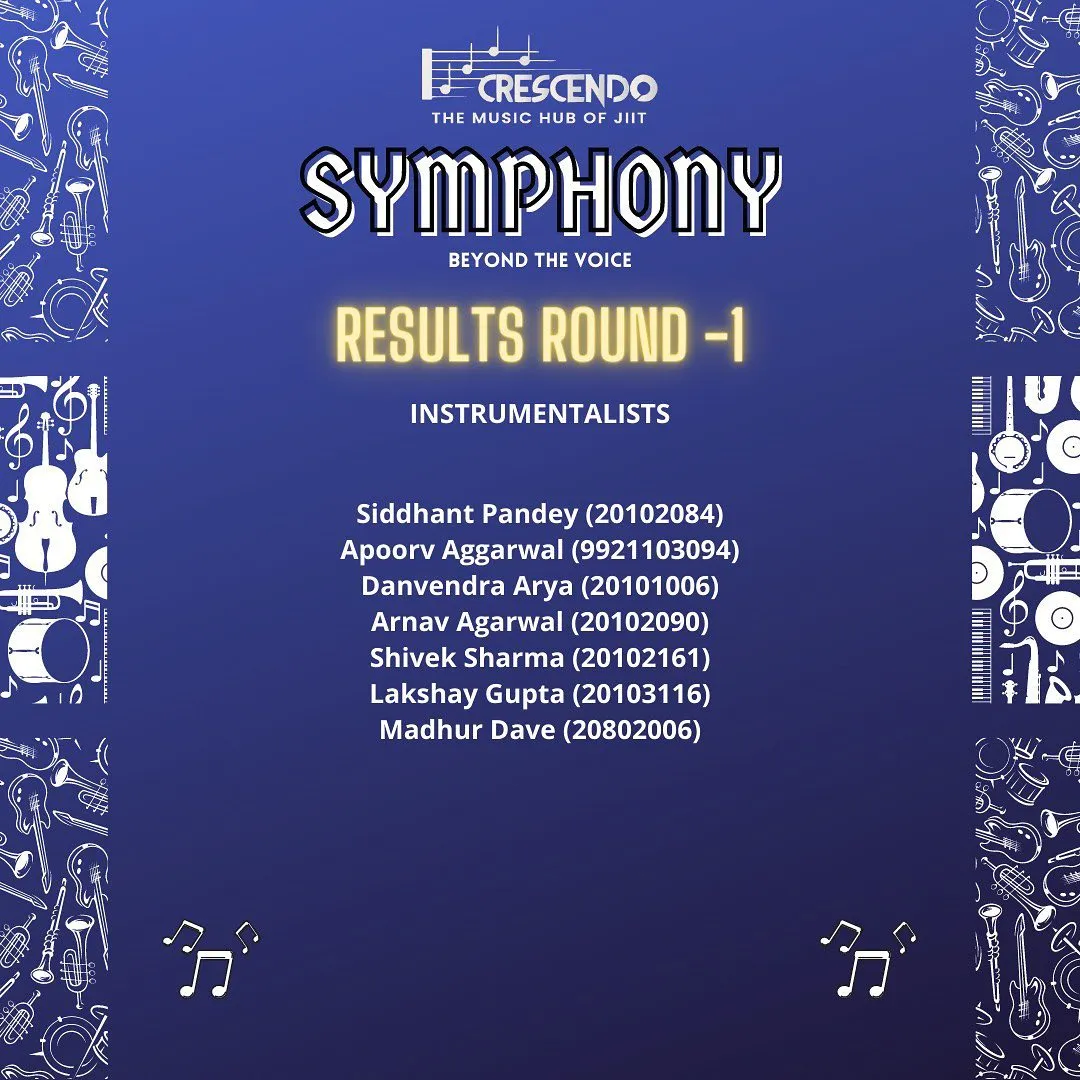 CRESCENDO
THE MUSIC HUB OF JIIT
SYMPHONY
BEYOND THE VOICE
RESULTS ROUND -1
INSTRUMENTALISTS
Siddhant Pandey (20102084)
Apoorv Aggarwal (9921103094)
Danvendra Arya (20101006)
Arnav Agarwal (20102090)
Shivek Sharma (20102161)
Lakshay Gupta (20103116)
Madhur Dave (20802006)